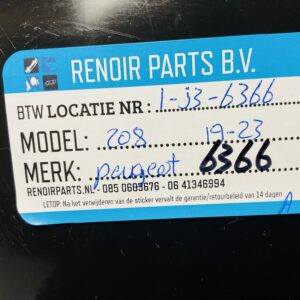 RENOIR PARTS B.V.
BTW LOCATIE NR : 1-J3-6366
MODEL: 208 19-23
MERK: peugeot 6366
RENOIRPARTS.NL - 085 0603676 - 06 41346994
LETOP: Na het verwijderen van de sticker vervalt de garantie/retourbeleid van 14 dagen
A